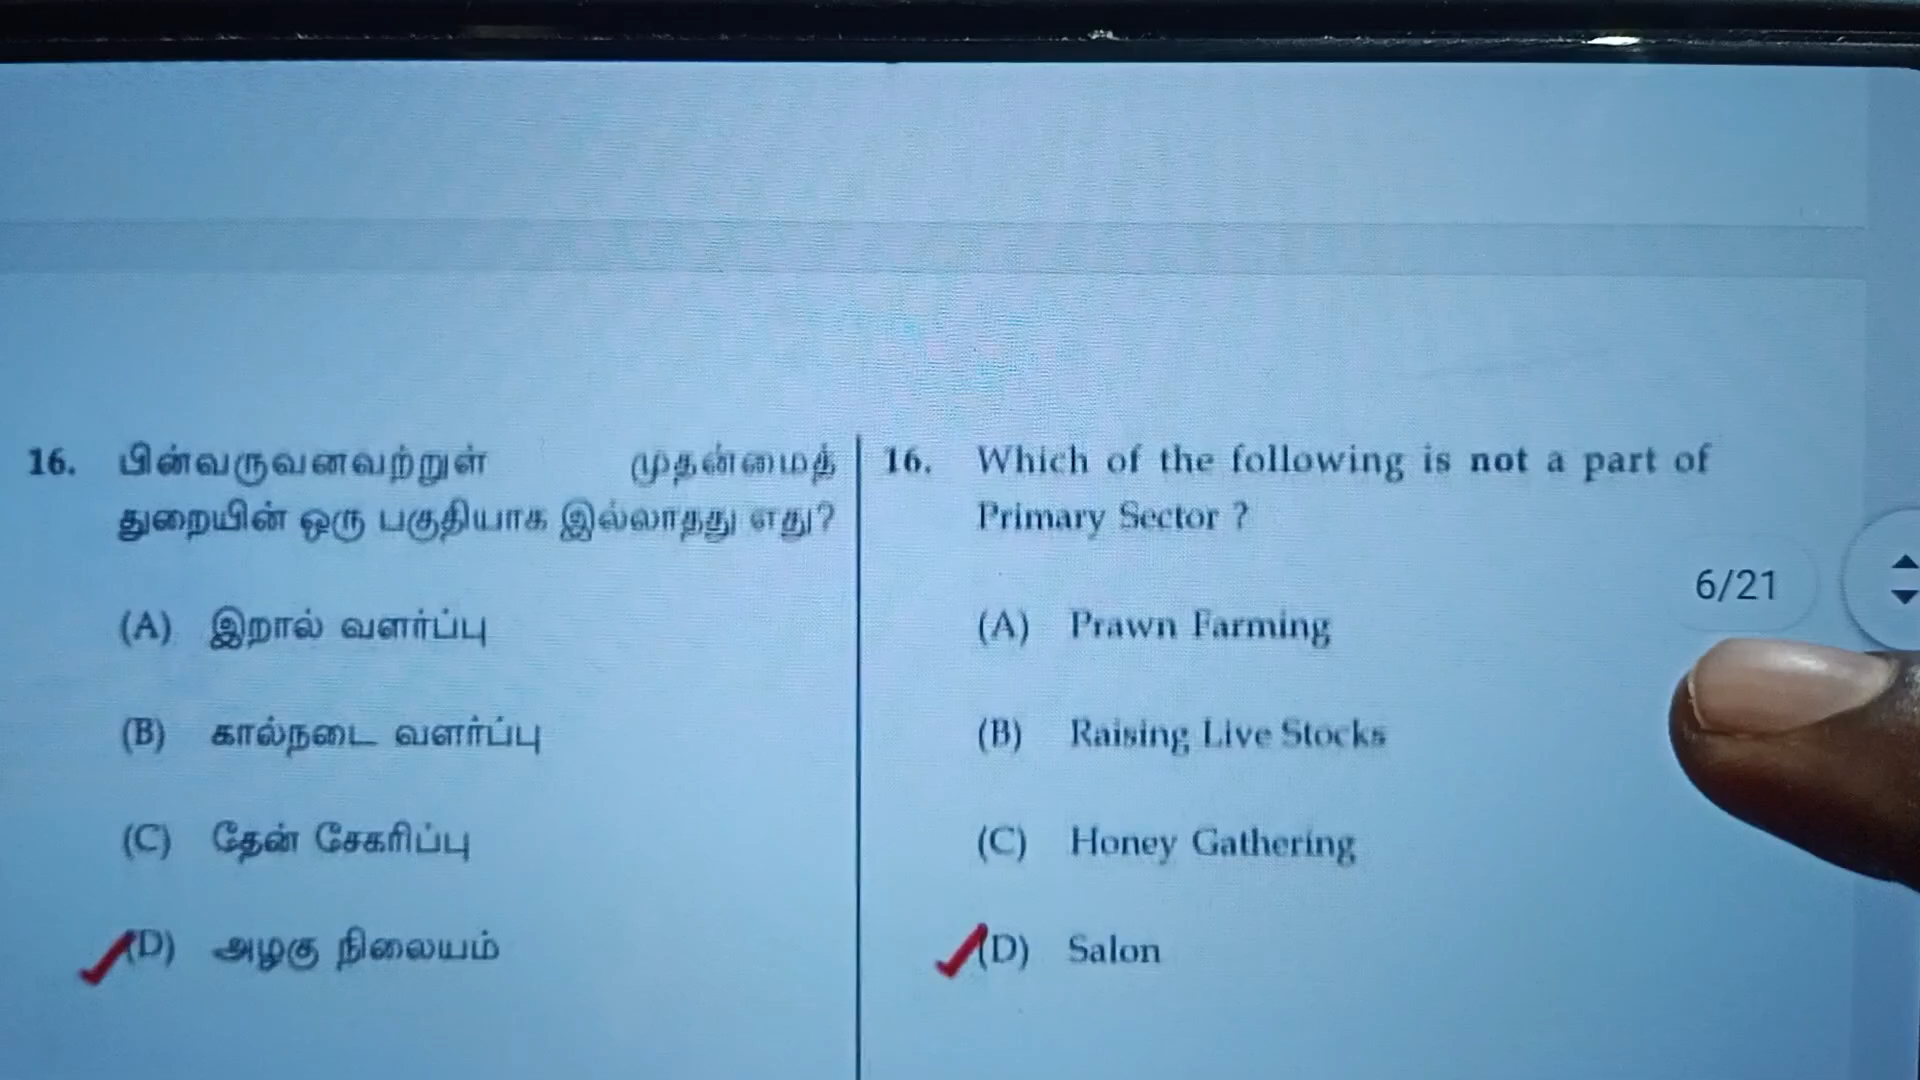 16. பின்வருவனவற்றுள் முதன்மைத்
துறையின் ஒரு பகுதியாக இல்லாதது எது?
(A) இறால் வளர்ப்பு
(B) கால்நடை வளர்ப்பு
(C) தேன் சேகரிப்பு
(D) அழகு நிலையம்
16. Which of the following is not a part of
Primary Sector ?
(A) Prawn Farming
(B) Raising Live Stocks
(C) Honey Gathering
(D) Salon
6/21